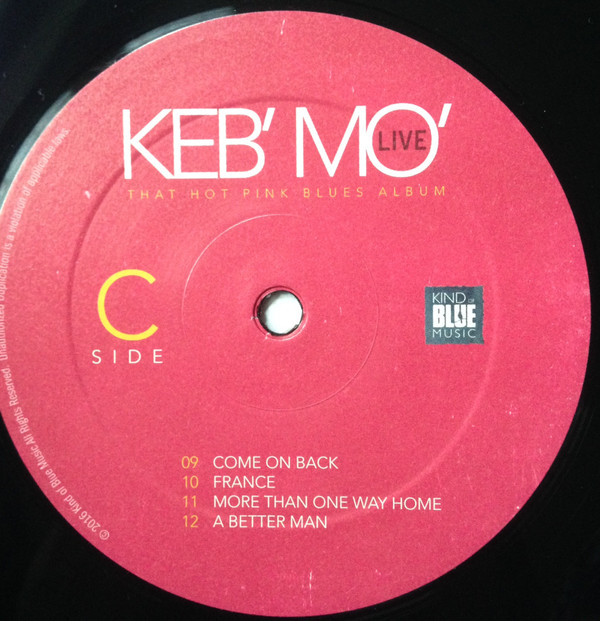 KEB' MO'
LIVE
THAT HOT PINK BLUES ALBUM
C
SIDE
KIND OF
BLUE
MUSIC
09 COME ON BACK
10 FRANCE
11 MORE THAN ONE WAY HOME
12 A BETTER MAN
© 2016 Kind of Blue Music All Rights Reserved. Unauthorized duplication is a violation of applicable laws.